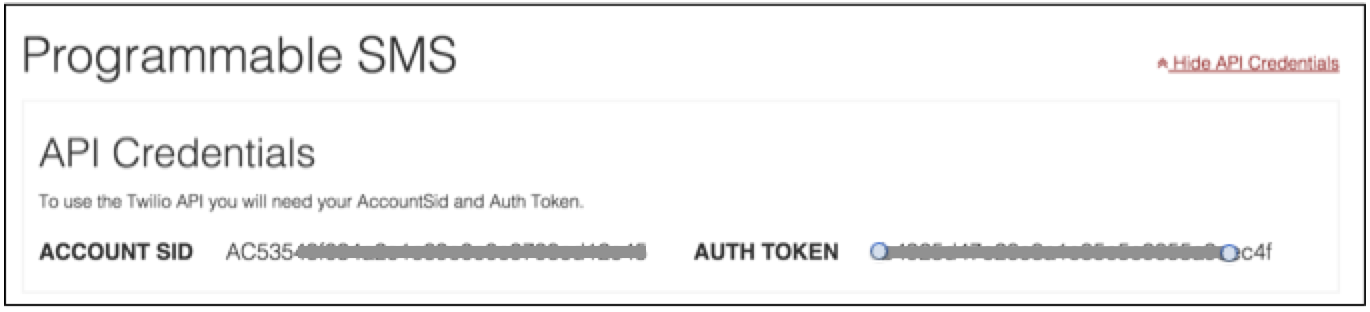 Programmable SMS
Hide API Credentials
API Credentials
To use the Twilio API you will need your AccountSid and Auth Token.
ACCOUNT SID AC535 AUTH TOKEN c4f